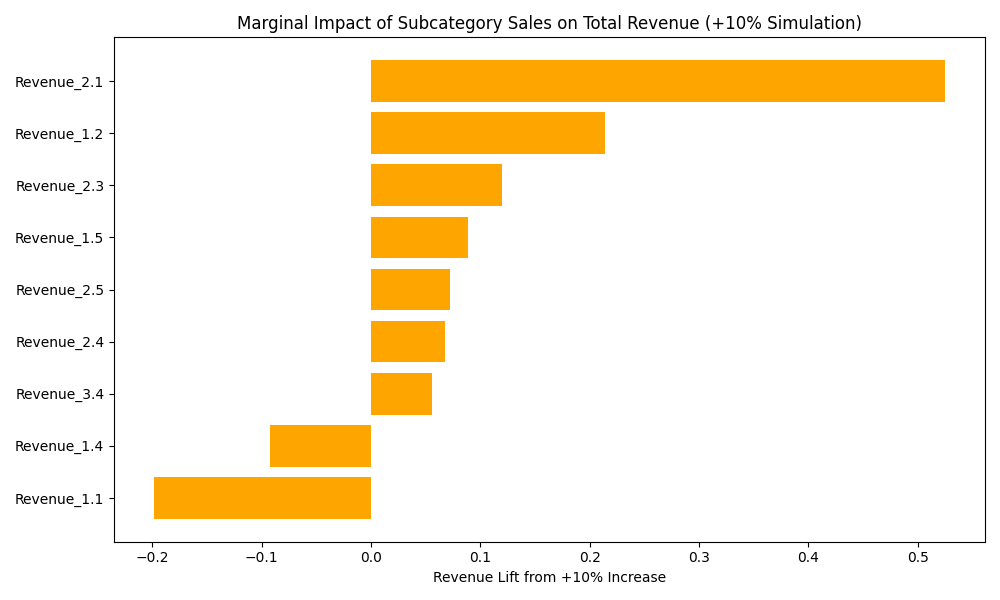 Marginal Impact of Subcategory Sales on Total Revenue (+10% Simulation)
Revenue_2.1
Revenue_1.2
Revenue_2.3
Revenue_1.5
Revenue_2.5
Revenue_2.4
Revenue_3.4
Revenue_1.4
Revenue_1.1
−0.2 −0.1 0.0 0.1 0.2 0.3 0.4 0.5
Revenue Lift from +10% Increase